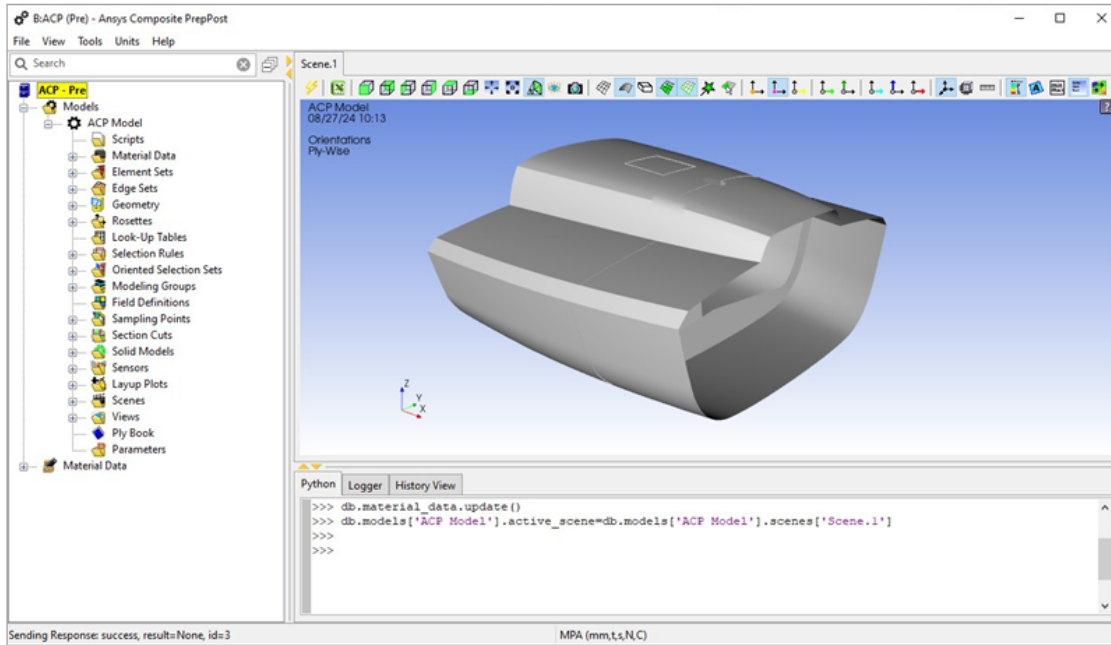 B:ACP (Pre) - Ansys Composite PrepPost
File View Tools Units Help
Search
ACP - Pre
Models
ACP Model
Scripts
Material Data
Element Sets
Edge Sets
Geometry
Rosettes
Look-Up Tables
Selection Rules
Oriented Selection Sets
Modeling Groups
Field Definitions
Sampling Points
Section Cuts
Solid Models
Sensors
Layup Plots
Scenes
Views
Ply Book
Parameters
Material Data
Scene.1
ACP Model
08/27/24 10:13
Orientations
Ply-Wise
?
Z
Y
X
Python Logger History View
>>> db.material_data.update()
>>> db.models['ACP Model'].active_scene=db.models['ACP Model'].scenes['Scene.1']
>>>
>>>
Sending Response: success, result=None, id=3 MPA (mm,t,s,N,C)